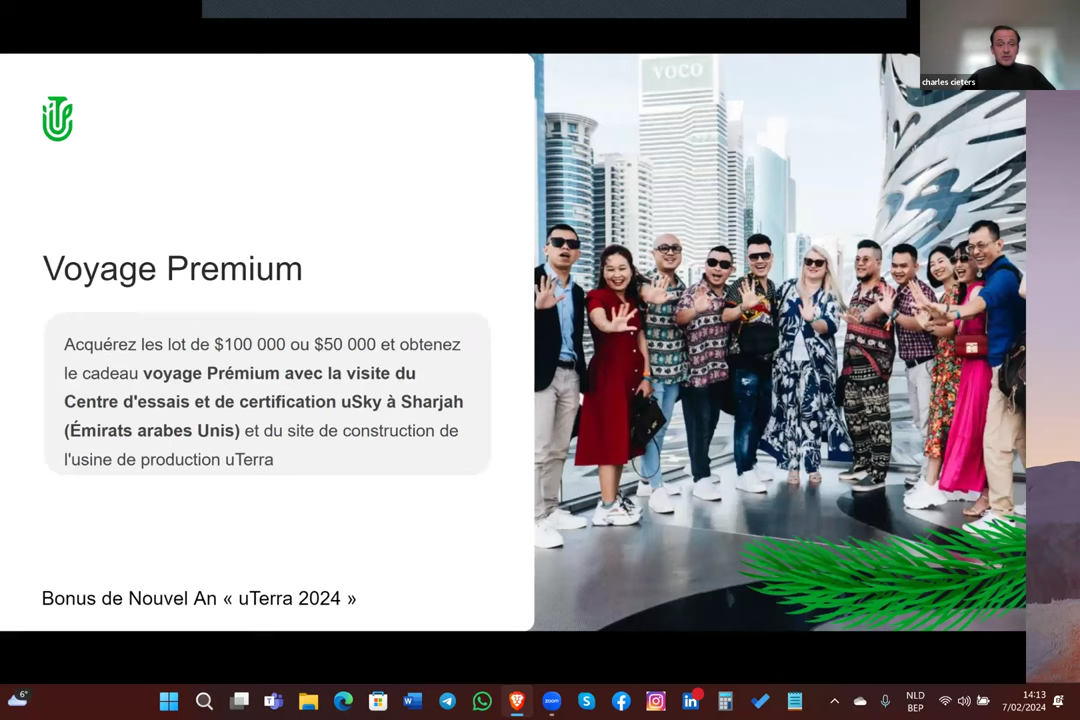 charles cieters
VOCO
Voyage Premium
Acquérez les lot de $100 000 ou $50 000 et obtenez
le cadeau voyage Prémium avec la visite du
Centre d'essais et de certification uSky à Sharjah
(Émirats arabes Unis) et du site de construction de
l'usine de production uTerra
Bonus de Nouvel An « uTerra 2024 »
6°
zoom
NLD
BEP
14:13
7/02/2024